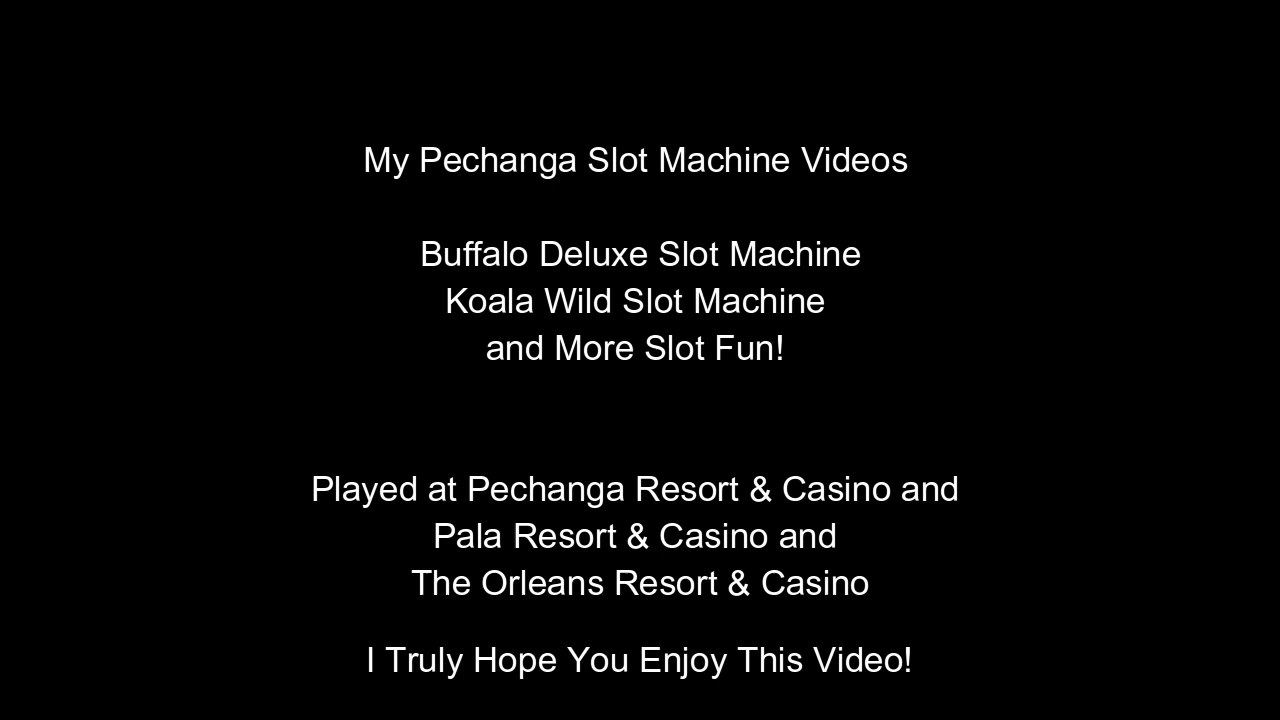 My Pechanga Slot Machine Videos
Buffalo Deluxe Slot Machine
Koala Wild Slot Machine
and More Slot Fun!
Played at Pechanga Resort & Casino and
Pala Resort & Casino and
The Orleans Resort & Casino
I Truly Hope You Enjoy This Video!